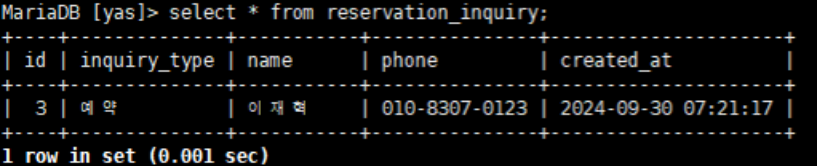 MariaDB [yas]> select * from reservation_inquiry;
+----+--------------+-----------+---------------+---------------------+
| id | inquiry_type | name      | phone         | created_at          |
+----+--------------+-----------+---------------+---------------------+
|  3 | 예약         | 이재혁    | 010-8307-0123 | 2024-09-30 07:21:17 |
+----+--------------+-----------+---------------+---------------------+
1 row in set (0.001 sec)